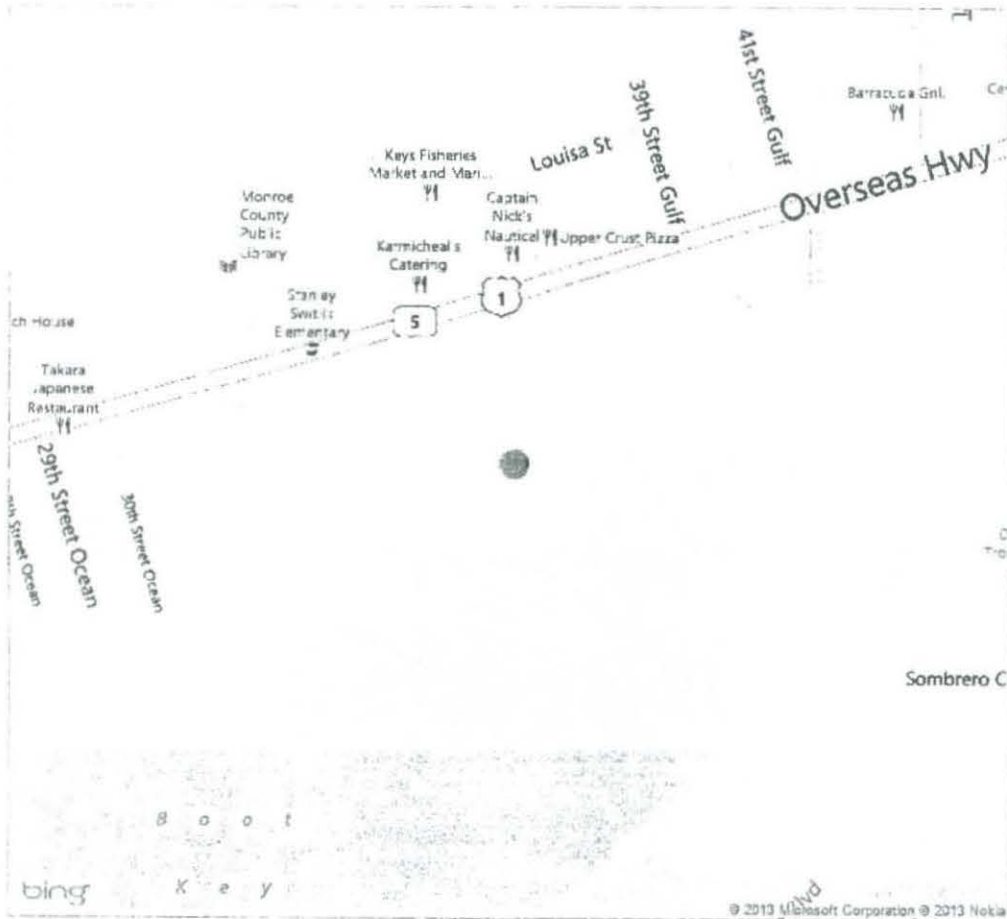 41st Street Gulf
39th Street Gulf
Barracuda Gril.
Overseas Hwy
Louisa St
Keys Fisheries
Market and Mari...
Monroe
County
Public
Library
Captain
Nick's
Nautical
Upper Crust Pizza
Karmicheal's
Catering
1
5
Stanley
Switlik
Elementary
ch House
Takara
Japanese
Restaurant
29th Street Ocean
30th Street Ocean
Street Ocean
Sombrero C
B o o t
K e y
bing
Blvd
© 2013 Microsoft Corporation © 2013 Nokia